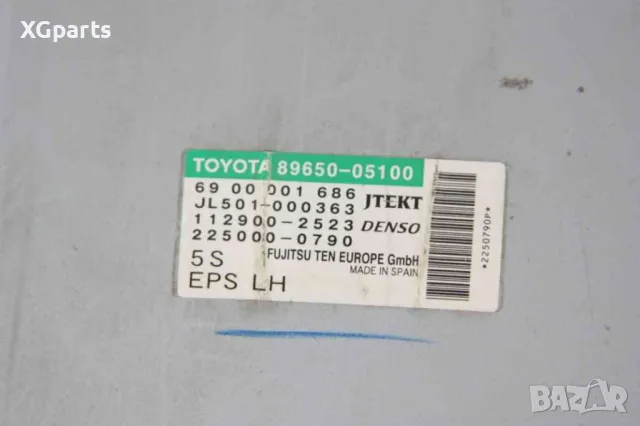 XGparts
TOYOTA 89650-05100
69 00 001 686
JL501-000363 JTEKT
112900-2523 DENSO
225000-0790
5S FUJITSU TEN EUROPE GmbH
MADE IN SPAIN
EPS LH
*2250790P*
BAZAR